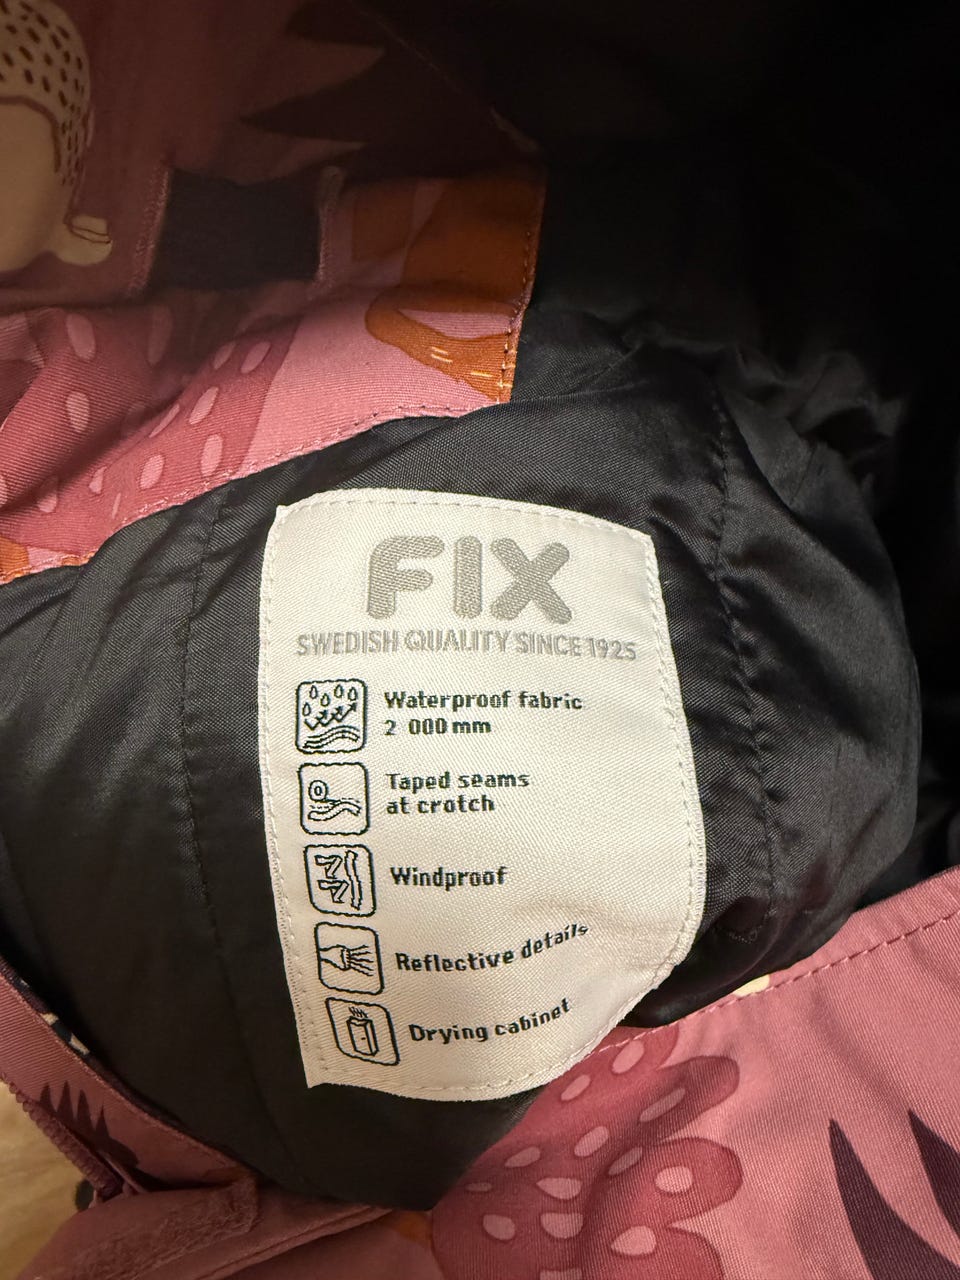 FIX
SWEDISH QUALITY SINCE 1925
Waterproof fabric
2 000 mm
Taped seams
at crotch
Windproof
Reflective details
Drying cabinet